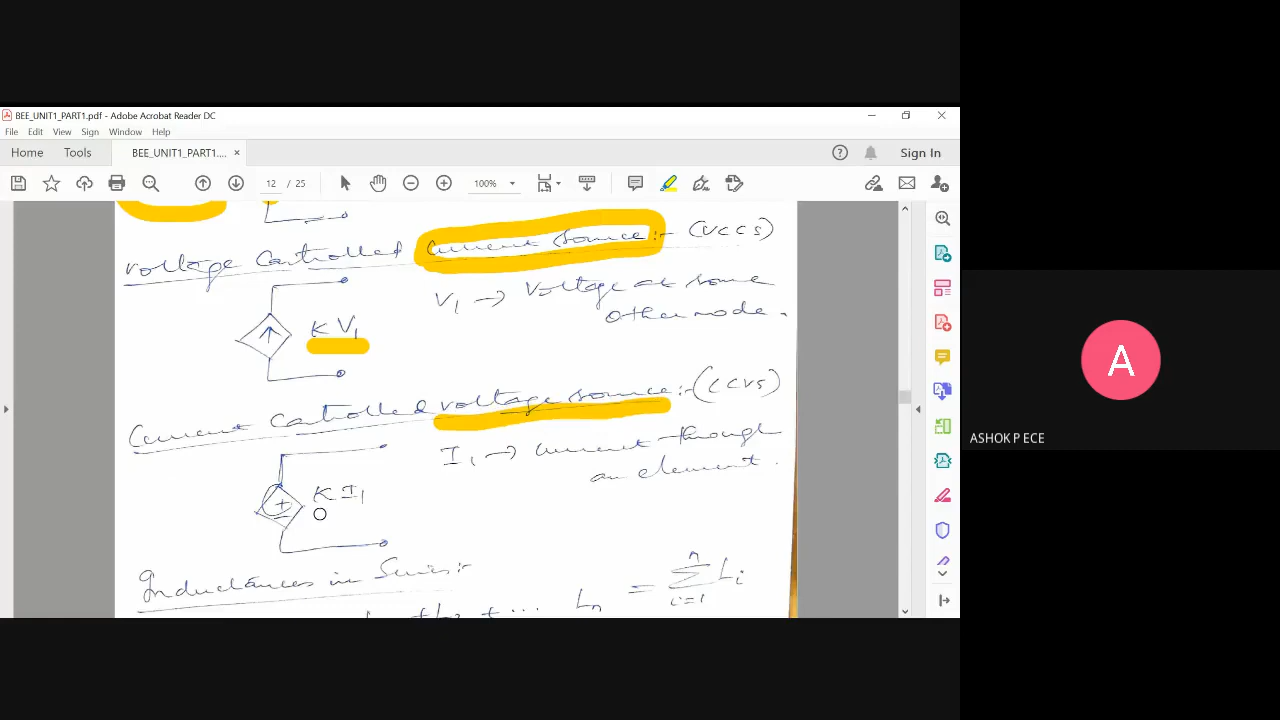 BEE_UNIT1_PART1.pdf - Adobe Acrobat Reader DC
File Edit View Window Help
Home Tools BEE_UNIT1_PART1.... × Sign In
12 / 25 100%
Voltage Controlled Current Source:- (VCCS)
V1 → Voltage at some
other node.
K V1
Current Controlled voltage source:- (CCVS)
I1 → Current through
an element.
K I1
Inductances in Series:-
= n∑i=1 Li
... Ln
A
ASHOK P ECE